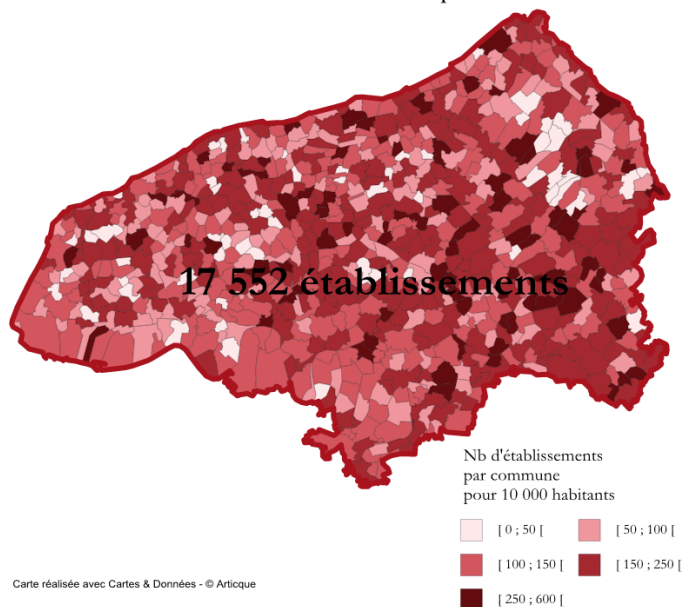 17 552 établissements
Nb d'établissements
par commune
pour 10 000 habitants
[ 0 ; 50 [
[ 50 ; 100 [
[ 100 ; 150 [
[ 150 ; 250 [
[ 250 ; 600 [
Carte réalisée avec Cartes & Données - © Articque